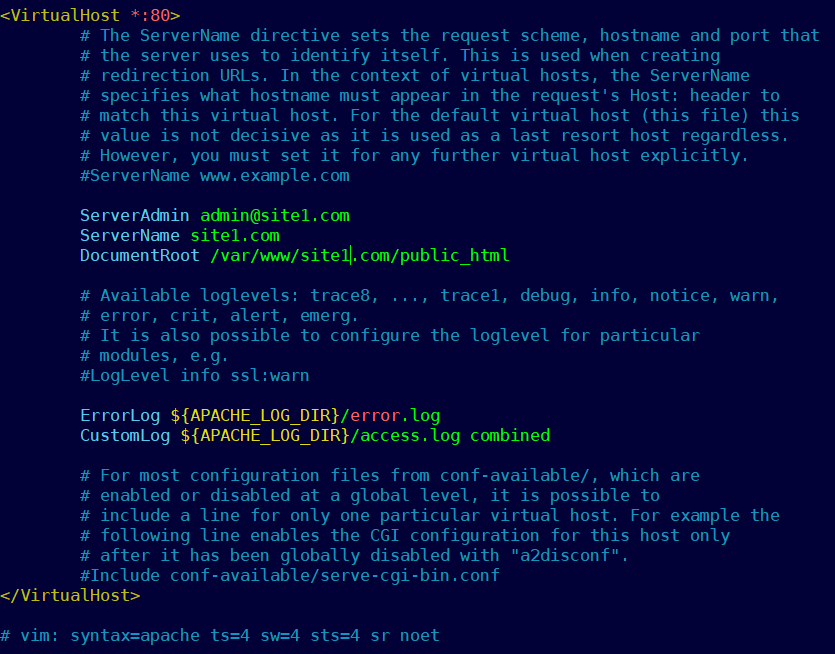 <VirtualHost *:80>
# The ServerName directive sets the request scheme, hostname and port that
# the server uses to identify itself. This is used when creating
# redirection URLs. In the context of virtual hosts, the ServerName
# specifies what hostname must appear in the request's Host: header to
# match this virtual host. For the default virtual host (this file) this
# value is not decisive as it is used as a last resort host regardless.
# However, you must set it for any further virtual host explicitly.
#ServerName www.example.com
ServerAdmin admin@site1.com
ServerName site1.com
DocumentRoot /var/www/site1.com/public_html
# Available loglevels: trace8, ..., trace1, debug, info, notice, warn,
# error, crit, alert, emerg.
# It is also possible to configure the loglevel for particular
# modules, e.g.
#LogLevel info ssl:warn
ErrorLog ${APACHE_LOG_DIR}/error.log
CustomLog ${APACHE_LOG_DIR}/access.log combined
# For most configuration files from conf-available/, which are
# enabled or disabled at a global level, it is possible to
# include a line for only one particular virtual host. For example the
# following line enables the CGI configuration for this host only
# after it has been globally disabled with "a2disconf".
#Include conf-available/serve-cgi-bin.conf
</VirtualHost>
# vim: syntax=apache ts=4 sw=4 sts=4 sr noet